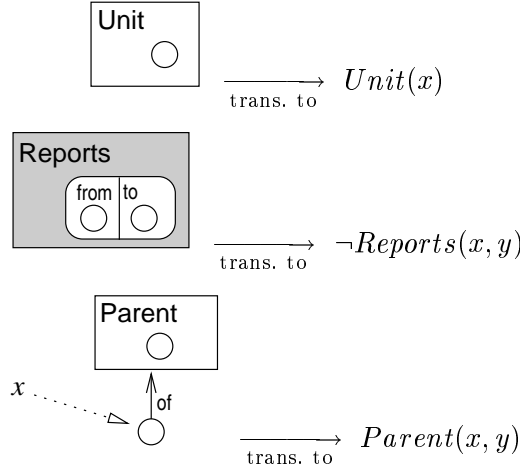 Unit
trans. to
Unit(x)
Reports
from to
trans. to
¬Reports(x, y)
Parent
x
of
trans. to
Parent(x, y)